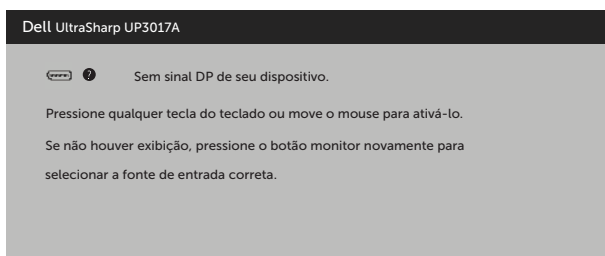 Dell UltraSharp UP3017A
? Sem sinal DP de seu dispositivo.
Pressione qualquer tecla do teclado ou move o mouse para ativá-lo.
Se não houver exibição, pressione o botão monitor novamente para
selecionar a fonte de entrada correta.